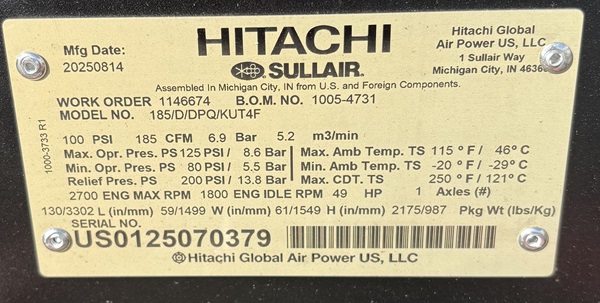 Mfg Date:
20250814
HITACHI
SULLAIR.
Hitachi Global
Air Power US, LLC
1 Sullair Way
Michigan City, IN
Assembled In Michigan City, IN from U.S. and Foreign Components.
WORK ORDER 1146674 B.O.M. NO. 1005-4731
MODEL NO. 185/D/DPQ/KUT4F
1000-3733 R1
100 PSI 185 CFM 6.9 Bar 5.2 m3/min
Max. Opr. Pres. PS 125 PSI / 8.6 Bar Max. Amb Temp. TS 115 °F / 46°C
Min. Opr. Pres. PS 80 PSI / 5.5 Bar Min. Amb Temp. TS -20 °F / -29°C
Relief Pres. PS 200 PSI / 13.8 Bar Max. CDT. TS 250 °F / 121°C
2700 ENG MAX RPM 1800 ENG IDLE RPM 49 HP 1 Axles (#)
130/3302 L (in/mm) 59/1499 W (in/mm) 61/1549 H (in/mm) 2175/987 Pkg Wt (lbs/Kg)
SERIAL NO.
US0125070379
Hitachi Global Air Power US, LLC